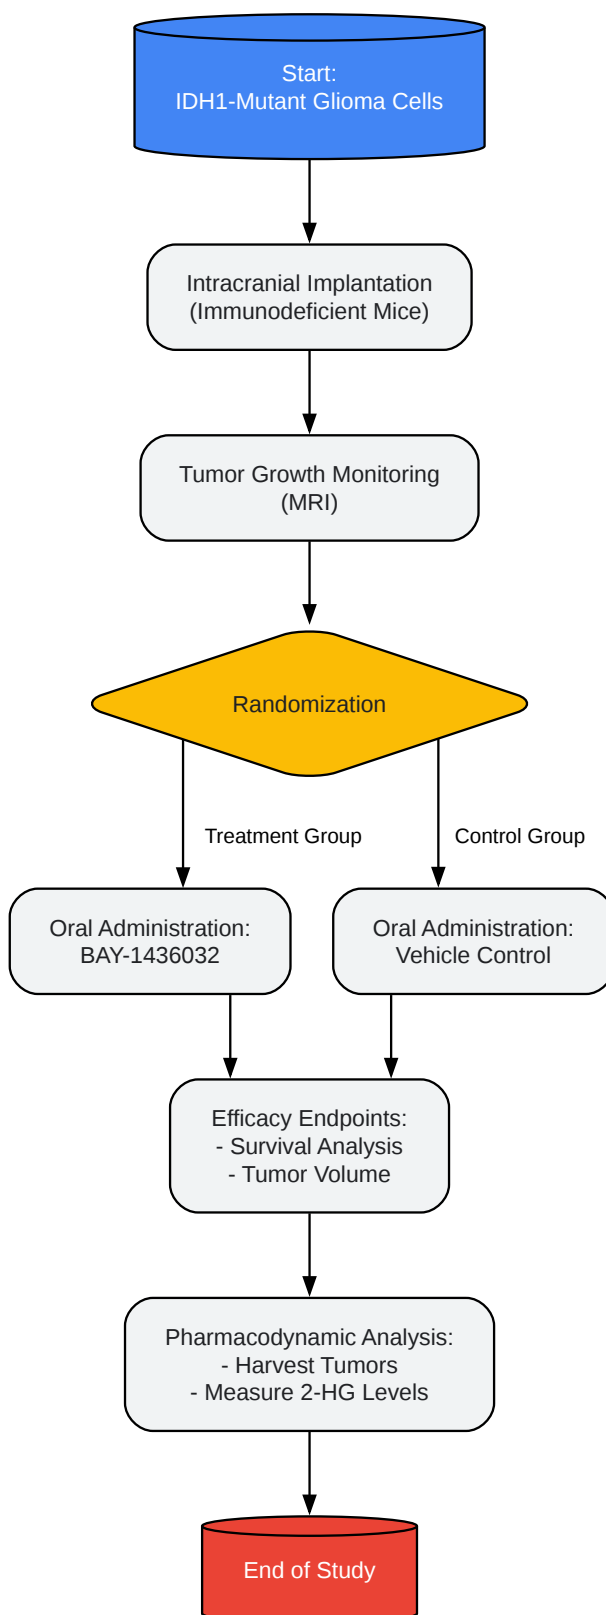 Start:
IDH1-Mutant Glioma Cells
Intracranial Implantation
(Immunodeficient Mice)
Tumor Growth Monitoring
(MRI)
Randomization
Treatment Group
Control Group
Oral Administration:
BAY-1436032
Oral Administration:
Vehicle Control
Efficacy Endpoints:
- Survival Analysis
- Tumor Volume
Pharmacodynamic Analysis:
- Harvest Tumors
- Measure 2-HG Levels
End of Study